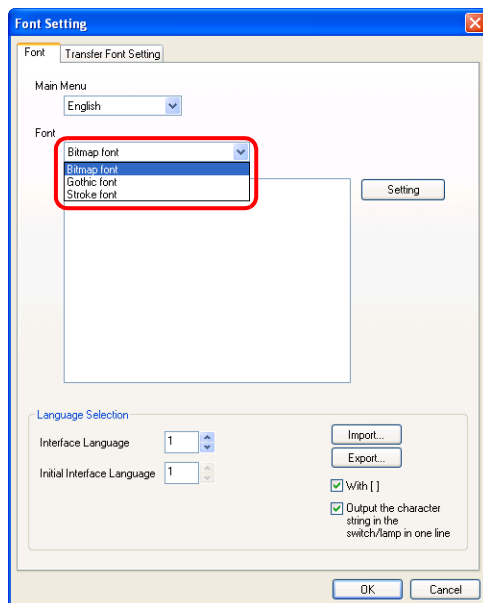 Font Setting
Font
Transfer Font Setting
Main Menu
English
Font
Bitmap font
Bitmap font
Gothic font
Stroke font
Setting
Language Selection
Interface Language
1
Import...
Export...
Initial Interface Language
1
With [ ]
Output the character
string in the
switch/lamp in one line
OK
Cancel